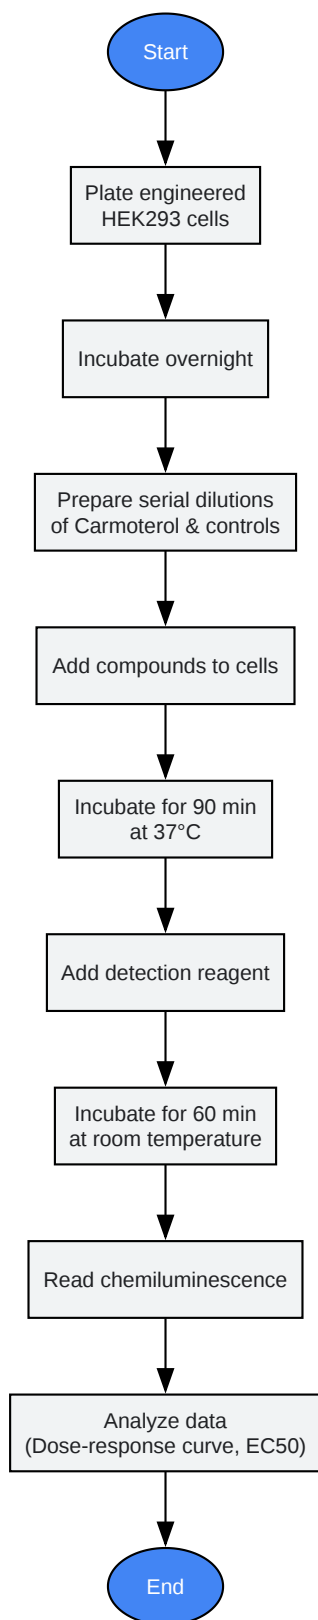 Start
Plate engineered
HEK293 cells
Incubate overnight
Prepare serial dilutions
of Carmoterol & controls
Add compounds to cells
Incubate for 90 min
at 37°C
Add detection reagent
Incubate for 60 min
at room temperature
Read chemiluminescence
Analyze data
(Dose-response curve, EC50)
End